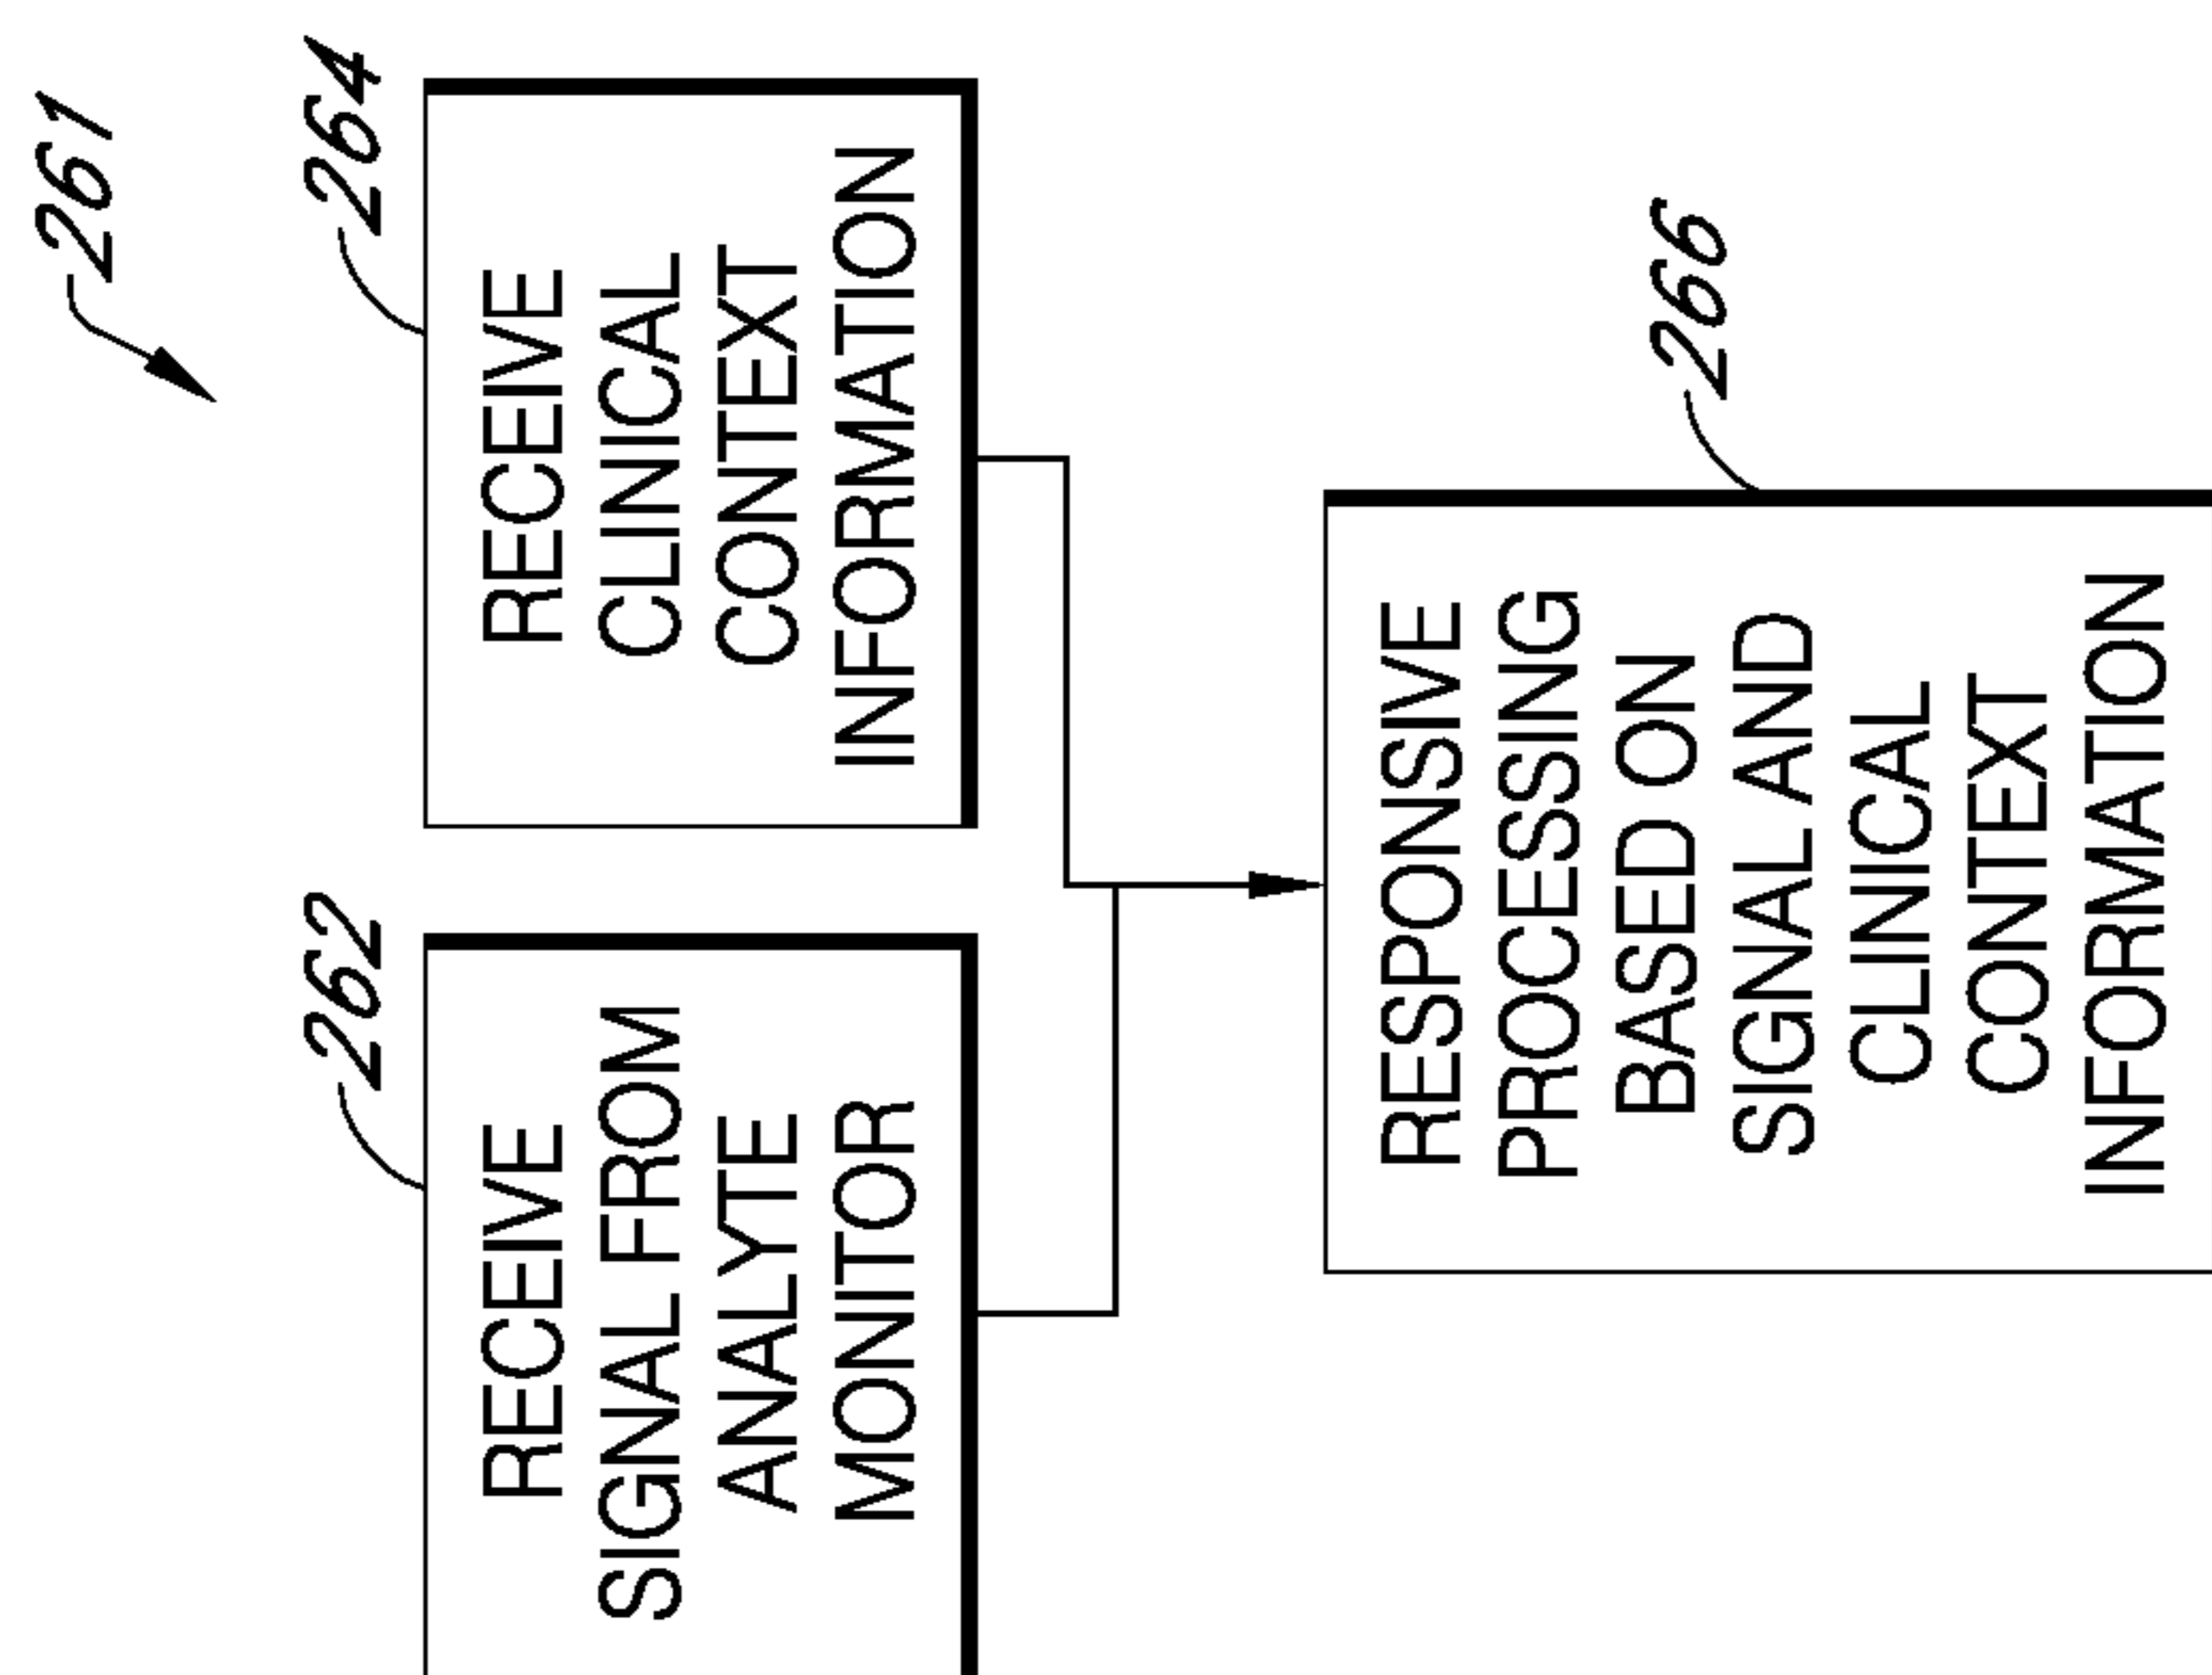 261
262
RECEIVE
SIGNAL FROM
ANALYTE
MONITOR
264
RECEIVE
CLINICAL
CONTEXT
INFORMATION
266
RESPONSIVE
PROCESSING
BASED ON
SIGNAL AND
CLINICAL
CONTEXT
INFORMATION